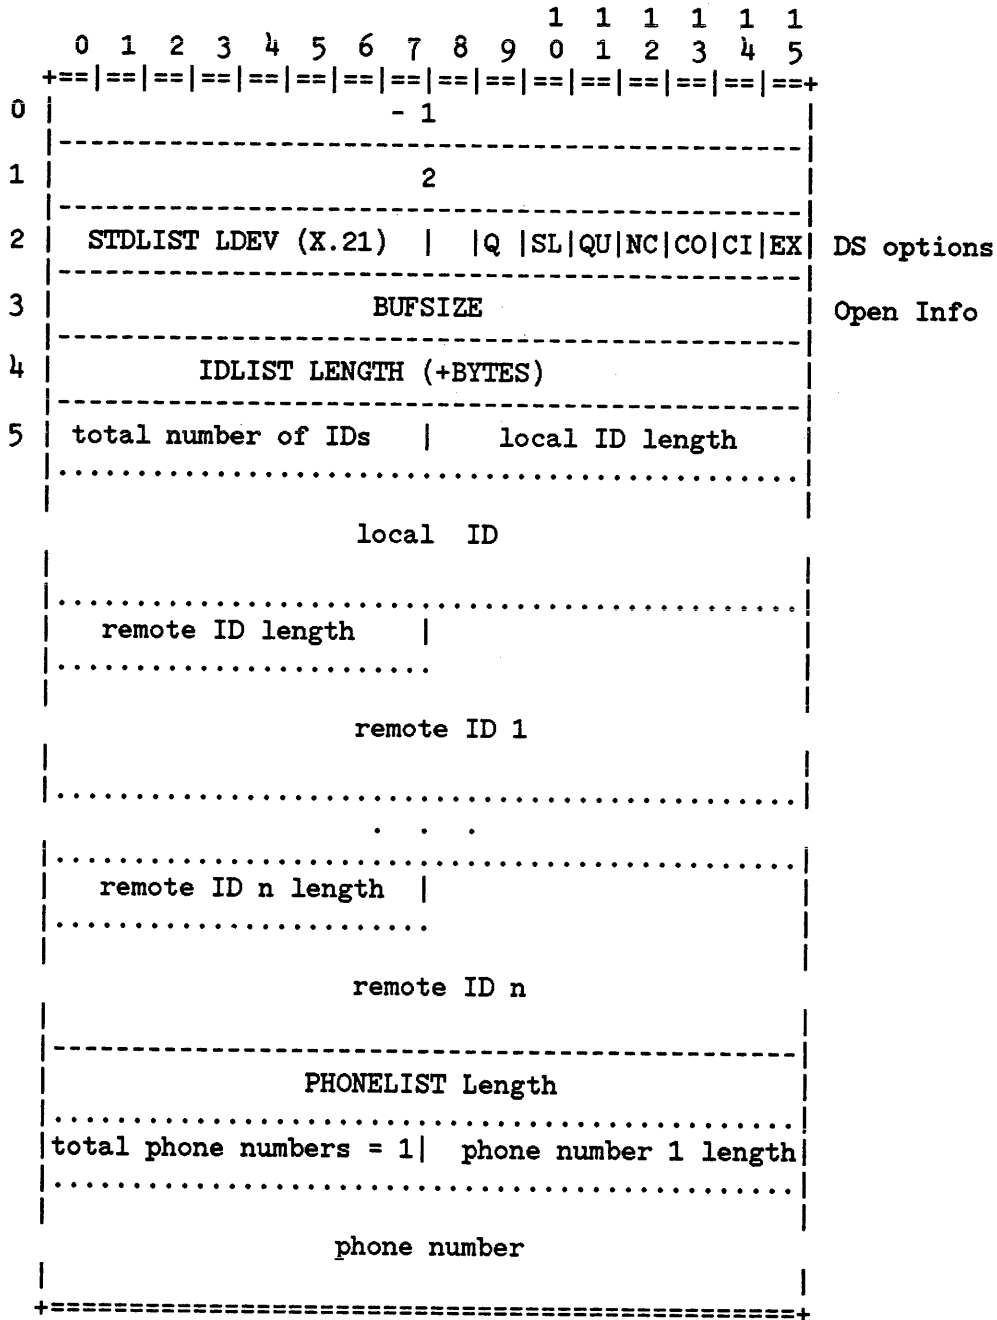 1 1 1 1 1 1
0 1 2 3 4 5 6 7 8 9 0 1 2 3 4 5
+==|==|==|==|==|==|==|==|==|==|==|==|==|==|==|==+
0 | - 1 |
1 | 2 |
2 | STDLIST LDEV (X.21) | |Q |SL|QU|NC|CO|CI|EX| DS options
3 | BUFSIZE | Open Info
4 | IDLIST LENGTH (+BYTES) |
5 | total number of IDs | local ID length |
local ID
remote ID length |
remote ID 1
. . .
remote ID n length |
remote ID n
PHONELIST Length
|total phone numbers = 1| phone number 1 length|
phone number